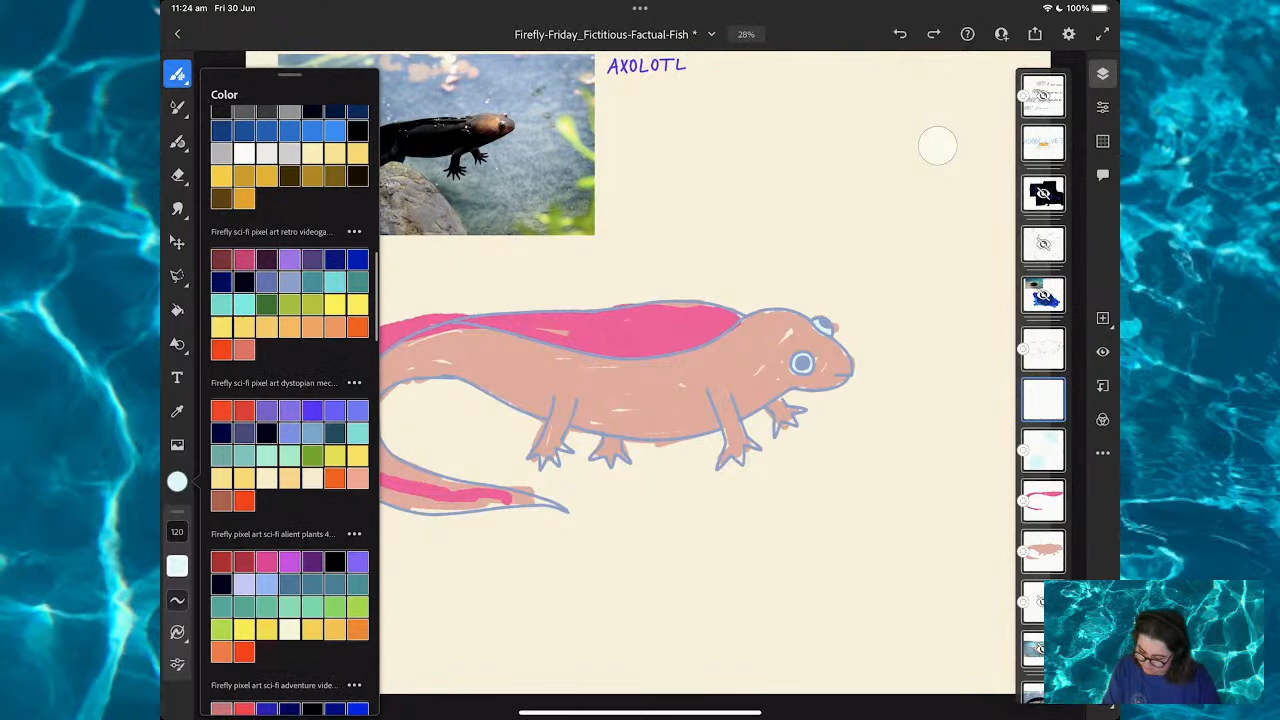 11:24 am Fri 30 Jun
100%
Firefly-Friday_Fictitious-Factual-Fish *
28%
AXOLOTL
Color
Firefly sci-fi pixel art retro videoga...
Firefly sci-fi pixel art dystopian mec...
Firefly pixel art sci-fi alient plants 4...
Firefly pixel art sci-fi adventure vide...
T
120